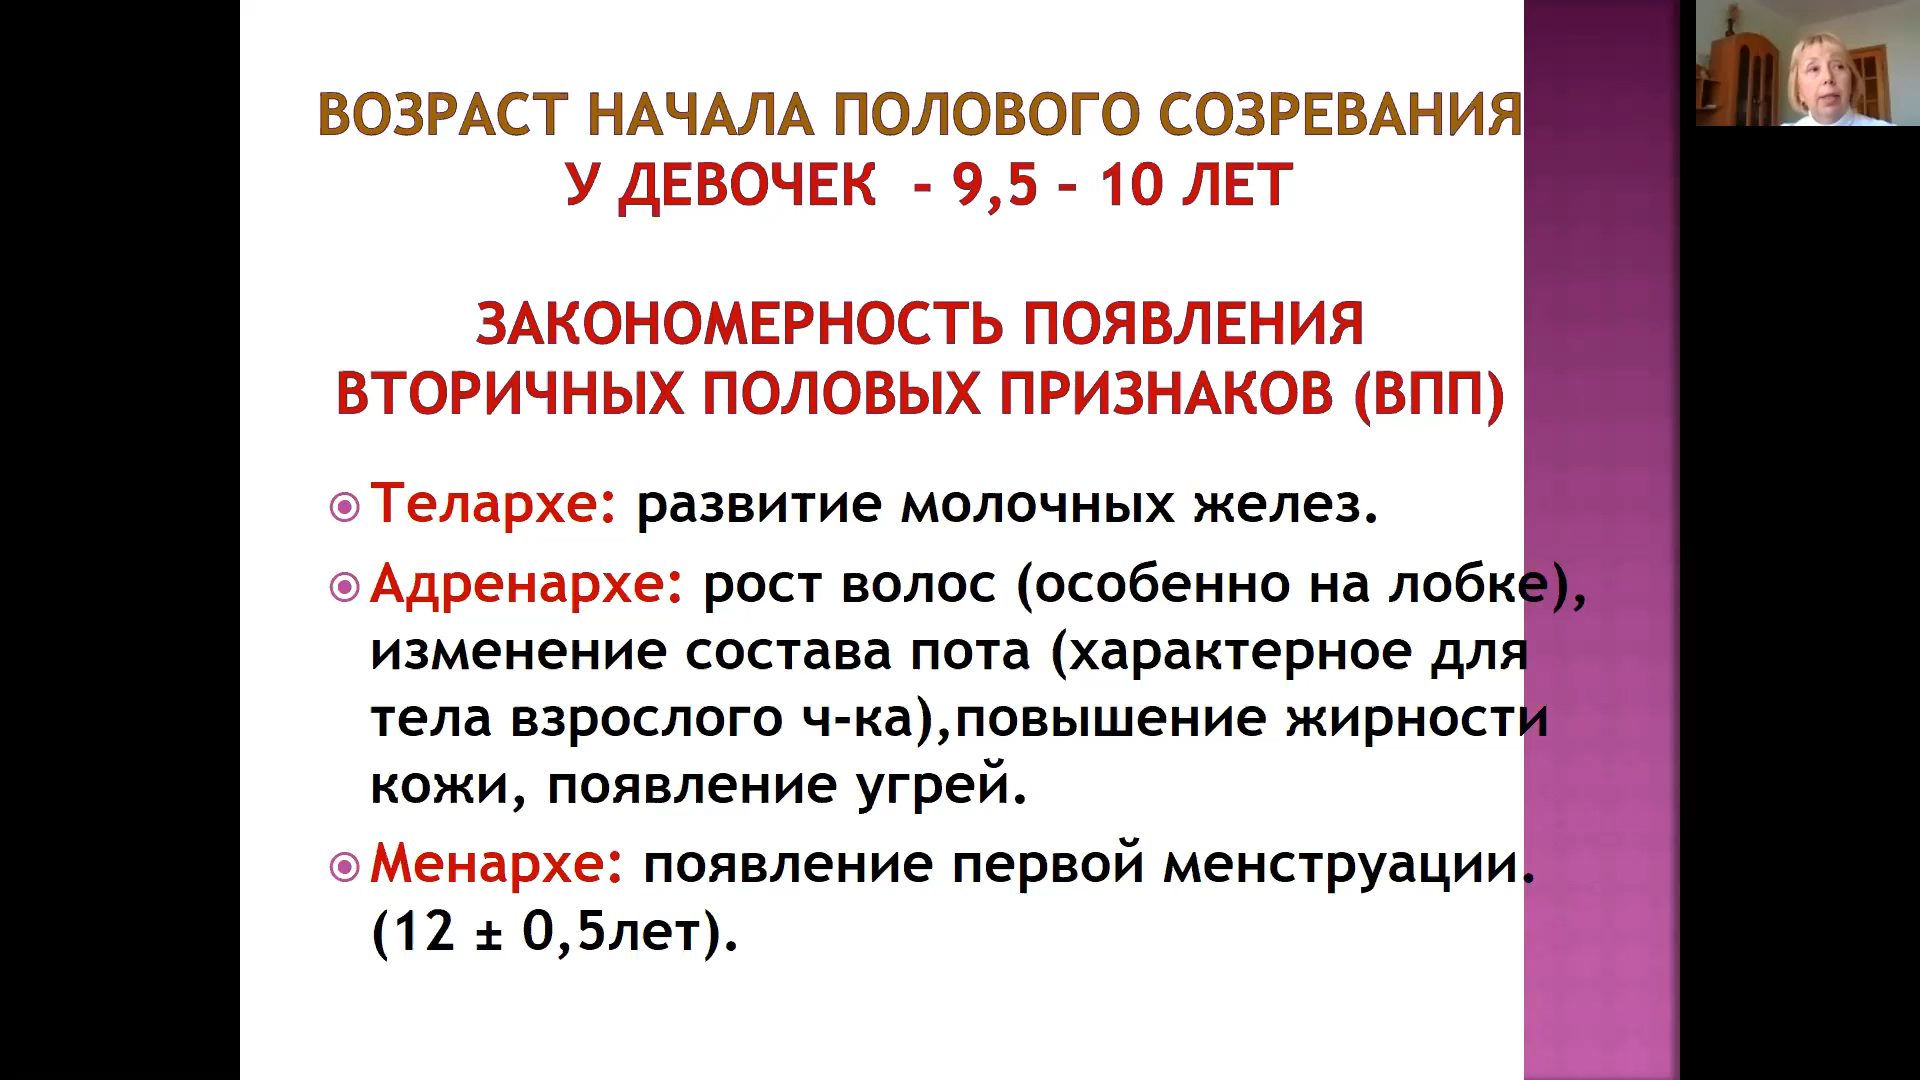 ВОЗРАСТ НАЧАЛА ПОЛОВОГО СОЗРЕВАНИЯ
У ДЕВОЧЕК - 9,5 – 10 ЛЕТ
ЗАКОНОМЕРНОСТЬ ПОЯВЛЕНИЯ
ВТОРИЧНЫХ ПОЛОВЫХ ПРИЗНАКОВ (ВПП)
Телархе: развитие молочных желез.
Адренархе: рост волос (особенно на лобке),
изменение состава пота (характерное для
тела взрослого ч-ка),повышение жирности
кожи, появление угрей.
Менархе: появление первой менструации.
(12 ± 0,5лет).